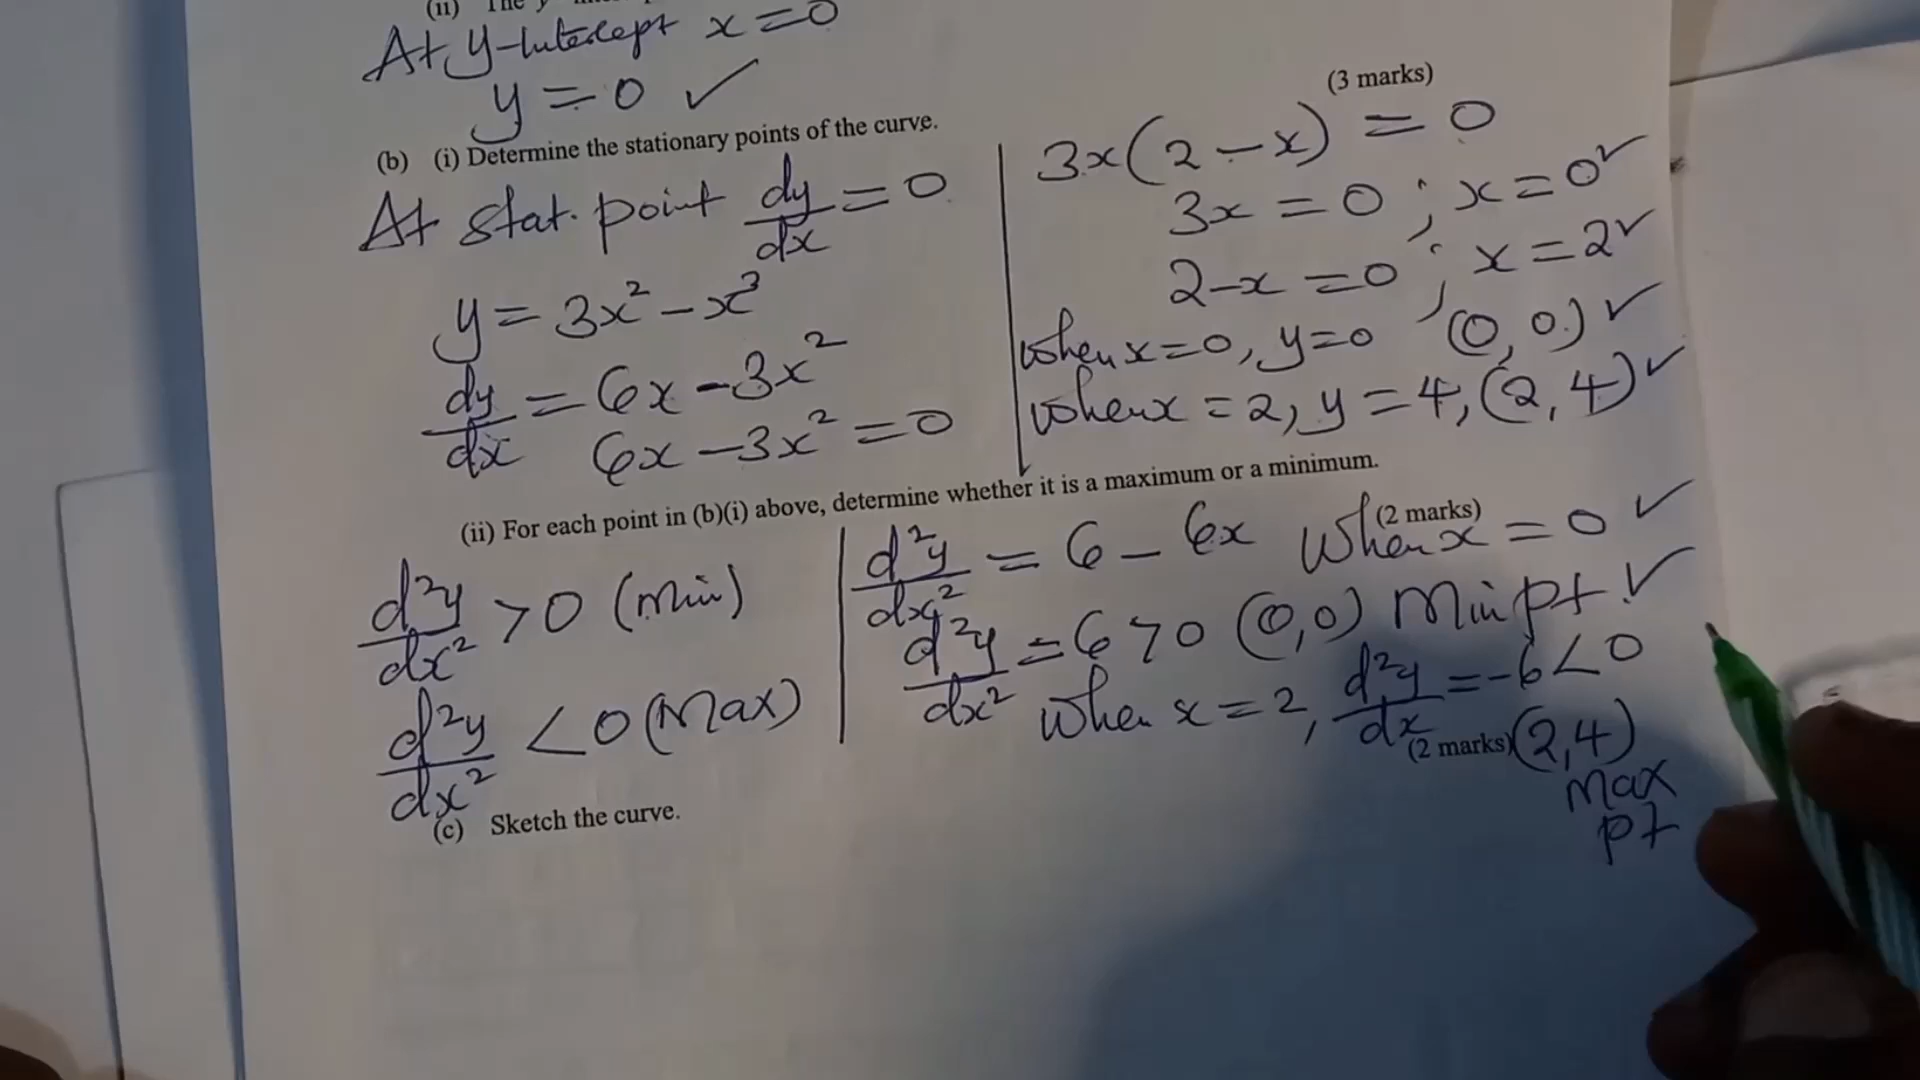 (ii) The y
At y-Intercept x = 0
y = 0 ✓
(3 marks)
(b) (i) Determine the stationary points of the curve.
At stat. point dy/dx = 0
y = 3x² - x³
dy/dx = 6x - 3x²
6x - 3x² = 0
3x(2 - x) = 0
3x = 0 ; x = 0 ✓
2 - x = 0 ; x = 2 ✓
when x = 0, y = 0 , (0, 0) ✓
when x = 2, y = 4, (2, 4) ✓
(ii) For each point in (b)(i) above, determine whether it is a maximum or a minimum.
(2 marks)
d²y/dx² > 0 (Min)
d²y/dx² < 0 (Max)
d²y/dx² = 6 - 6x When x = 0 ✓
d²y/dx² = 6 > 0 (0,0) Min pt ✓
when x = 2, d²y/dx = -6 < 0
(2,4)
Max
pt
(2 marks)
(c) Sketch the curve.